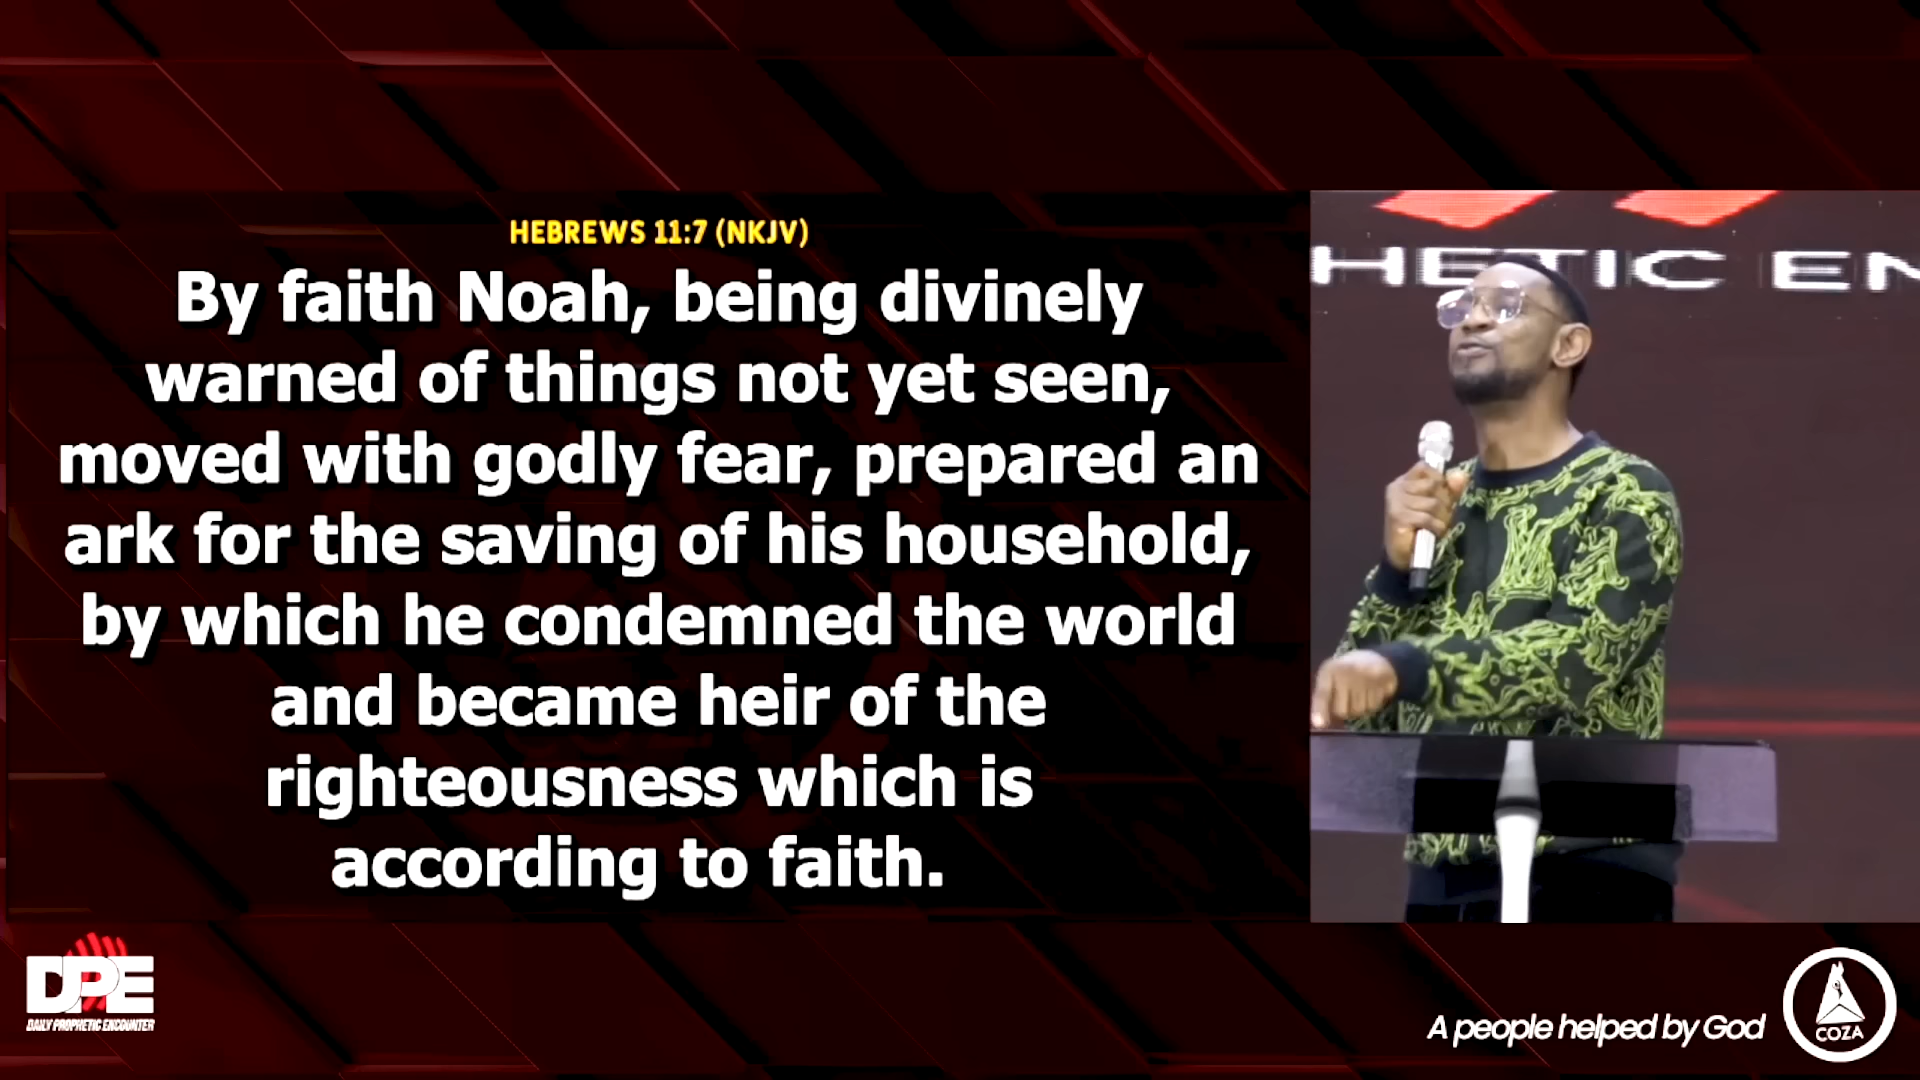 HEBREWS 11:7 (NKJV)
By faith Noah, being divinely
warned of things not yet seen,
moved with godly fear, prepared an
ark for the saving of his household,
by which he condemned the world
and became heir of the
righteousness which is
according to faith.
HETIC EN
DPE
DAILY PROPHETIC ENCOUNTER
A people helped by God
COZA